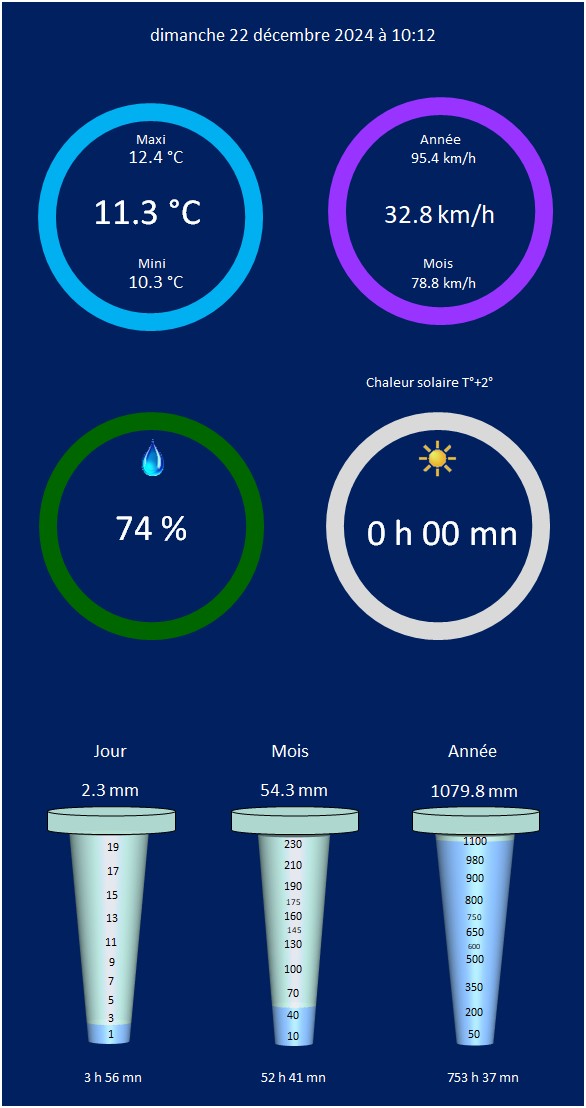 dimanche 22 décembre 2024 à 10:12
Maxi
12.4 °C
11.3 °C
Mini
10.3 °C
Année
95.4 km/h
32.8 km/h
Mois
78.8 km/h
74 %
Chaleur solaire T°+2°
0 h 00 mn
Jour
2.3 mm
19
17
15
13
11
9
7
5
3
1
3 h 56 mn
Mois
54.3 mm
230
210
190
175
160
145
130
100
70
40
10
52 h 41 mn
Année
1079.8 mm
1100
980
900
800
750
650
600
500
350
200
50
753 h 37 mn